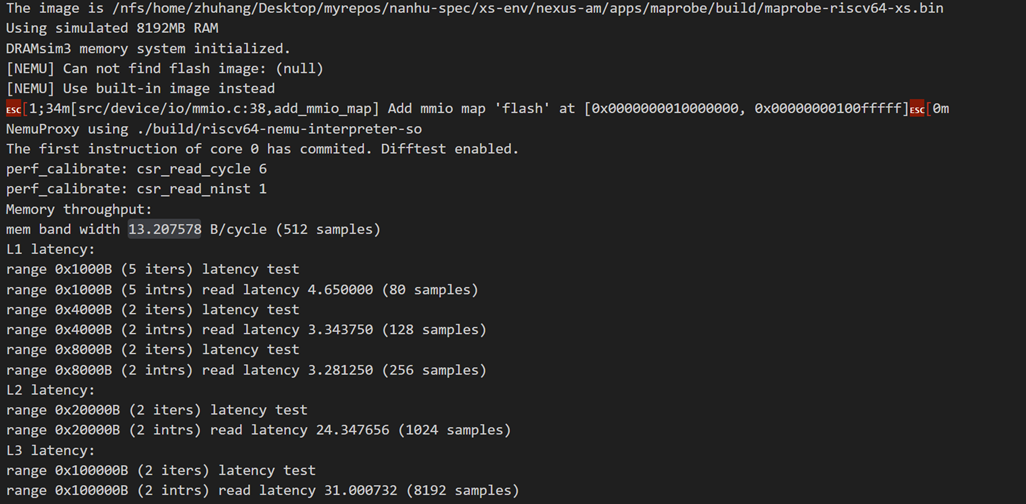 The image is /nfs/home/zhuhang/Desktop/myrepos/nanhu-spec/xs-env/nexus-am/apps/maprobe/build/maprobe-riscv64-xs.bin
Using simulated 8192MB RAM
DRAMsim3 memory system initialized.
[NEMU] Can not find flash image: (null)
[NEMU] Use built-in image instead
ESC[1;34m[src/device/io/mmio.c:38,add_mmio_map] Add mmio map 'flash' at [0x0000000010000000, 0x00000000100fffff]ESC[0m
NemuProxy using ./build/riscv64-nemu-interpreter-so
The first instruction of core 0 has commited. Difftest enabled.
perf_calibrate: csr_read_cycle 6
perf_calibrate: csr_read_ninst 1
Memory throughput:
mem band width 13.207578 B/cycle (512 samples)
L1 latency:
range 0x1000B (5 iters) latency test
range 0x1000B (5 intrs) read latency 4.650000 (80 samples)
range 0x4000B (2 iters) latency test
range 0x4000B (2 intrs) read latency 3.343750 (128 samples)
range 0x8000B (2 iters) latency test
range 0x8000B (2 intrs) read latency 3.281250 (256 samples)
L2 latency:
range 0x20000B (2 iters) latency test
range 0x20000B (2 intrs) read latency 24.347656 (1024 samples)
L3 latency:
range 0x100000B (2 iters) latency test
range 0x100000B (2 intrs) read latency 31.000732 (8192 samples)